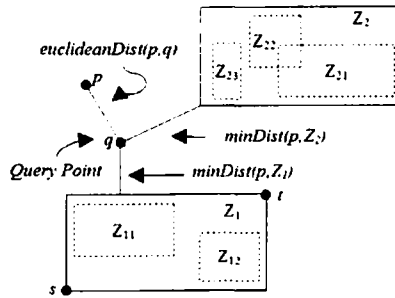 euclideanDist(p,q)
p
Z2
Z22
Z23
Z21
q
minDist(p,Z2)
Query Point
minDist(p,Z1)
t
Z1
Z11
Z12
s